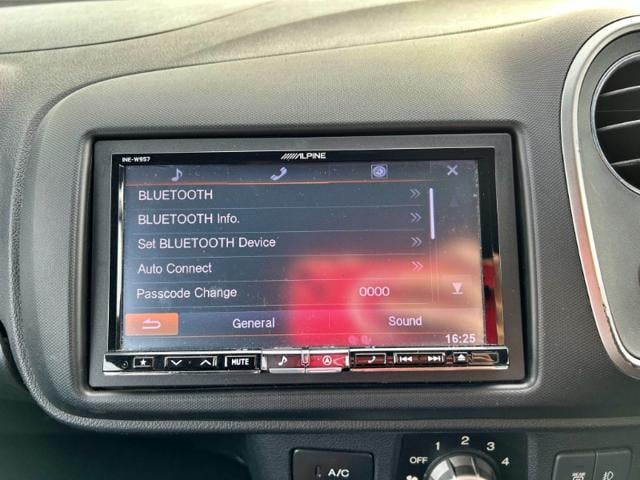 INE-W957
ALPINE
BLUETOOTH
BLUETOOTH Info.
Set BLUETOOTH Device
Auto Connect
Passcode Change 0000
General Sound
16:25
MUTE
OFF 1 2 3 4
A/C
REAR